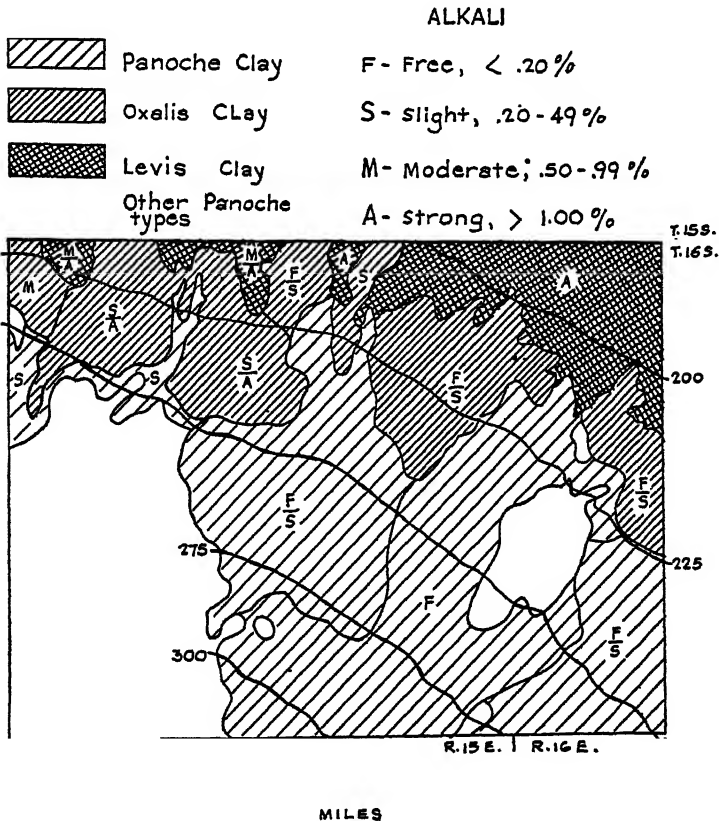 ALKALI
Panoche Clay
F- Free, < .20%
Oxalis CLay
S- Slight, .20-49%
Levis Clay
M- Moderate; .50-.99%
Other Panoche
types
A- Strong, > 1.00%
T.15S.
T.16S.
M
A
M
A
F
S
A
S
A
M
S
A
S
S
S
A
F
S
200
F
S
F
S
275
225
F
F
S
300
R.15E. | R.16E.
MILES